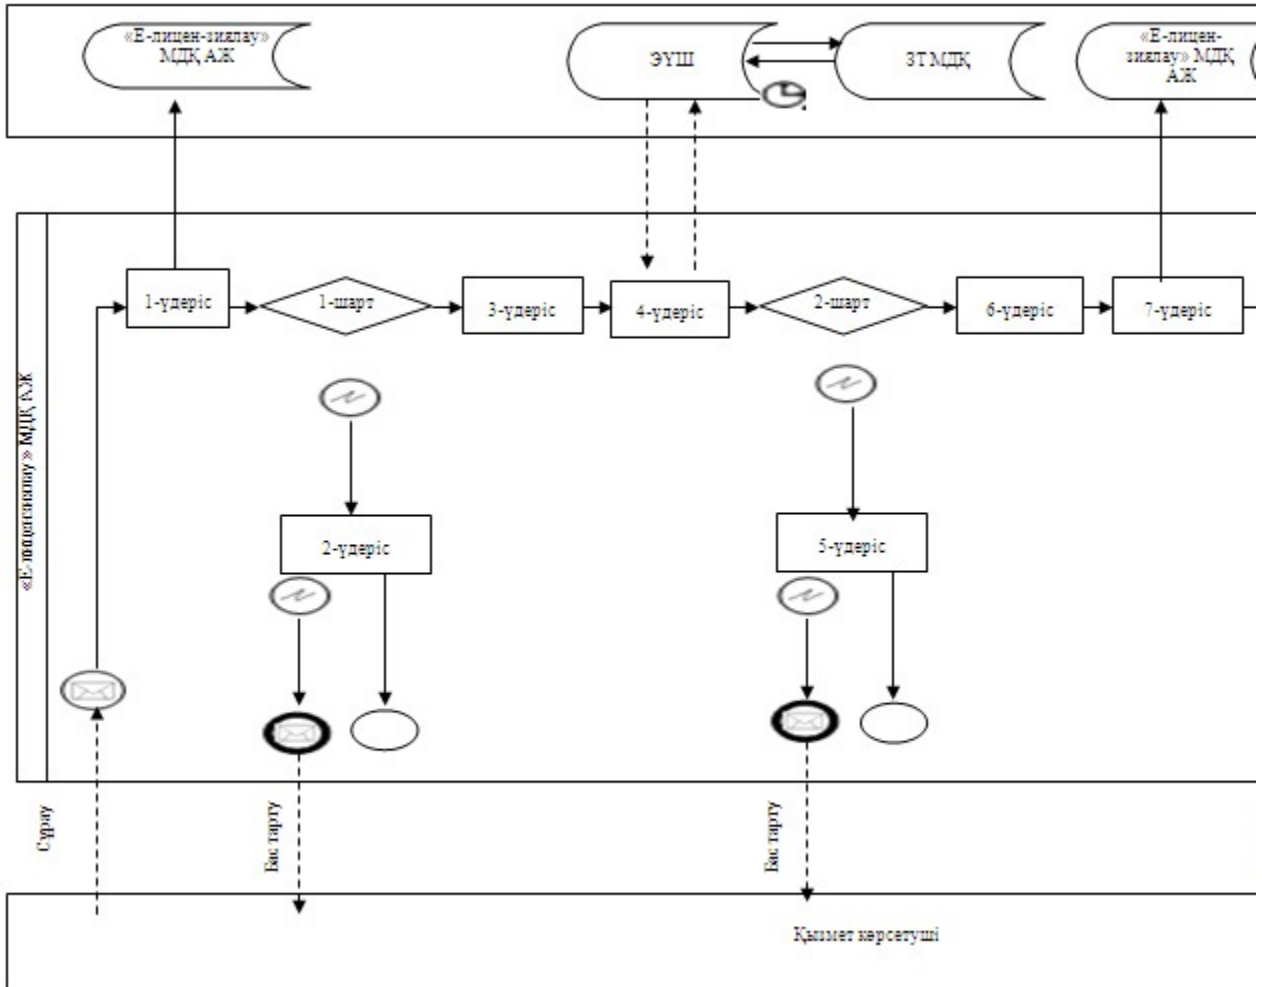 «Е-лицен-зиялау»
МДҚ АЖ
ЭҮШ
ЗТ МДҚ
«Е-лицен-
зиялау» МДҚ
АЖ
1-үдеріс
1-шарт
3-үдеріс
4-үдеріс
2-шарт
6-үдеріс
7-үдеріс
«Е-лицензиялау» МДҚ АЖ
2-үдеріс
5-үдеріс
Сұрау
Бас тарту
Бас тарту
Қызмет көрсетуші